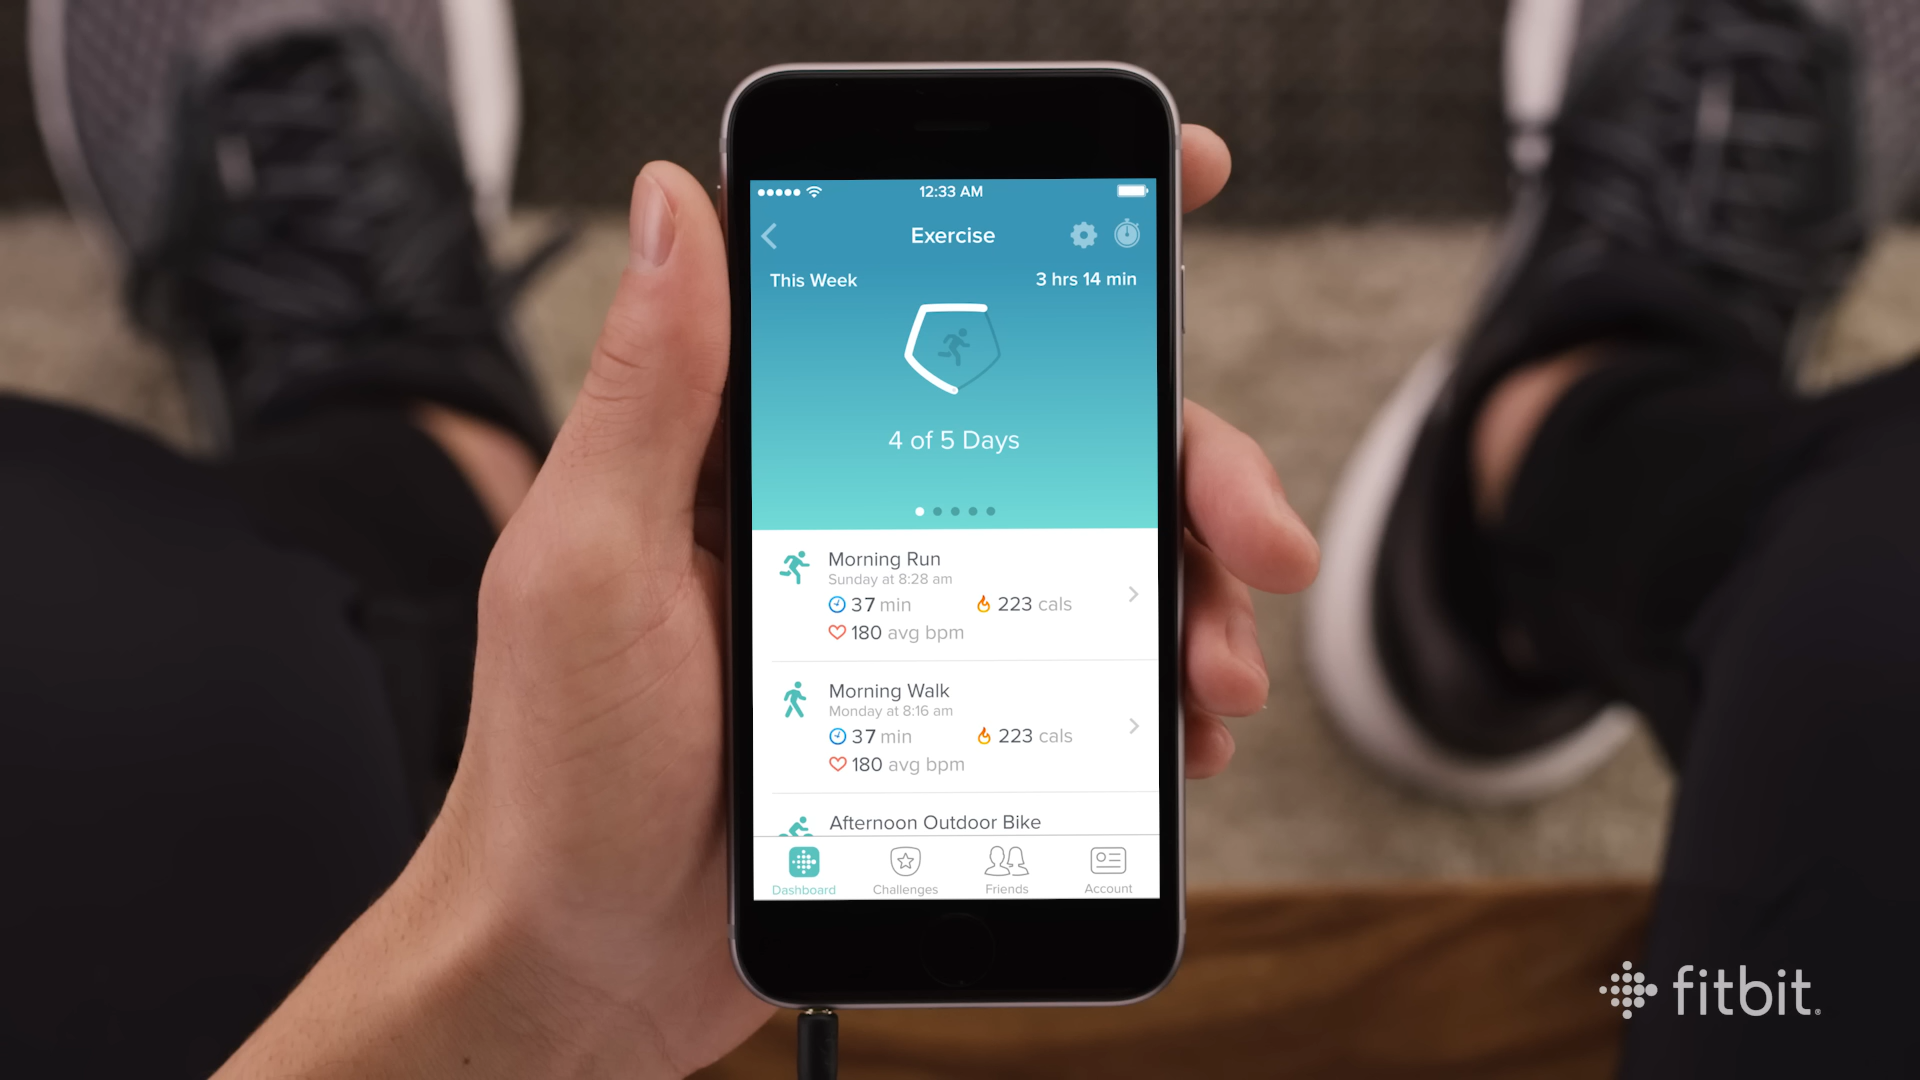 12:33 AM
Exercise
This Week
3 hrs 14 min
4 of 5 Days
Morning Run
Sunday at 8:28 am
37 min 223 cals
180 avg bpm
Morning Walk
Monday at 8:16 am
37 min 223 cals
180 avg bpm
Afternoon Outdoor Bike
Dashboard Challenges Friends Account
fitbit